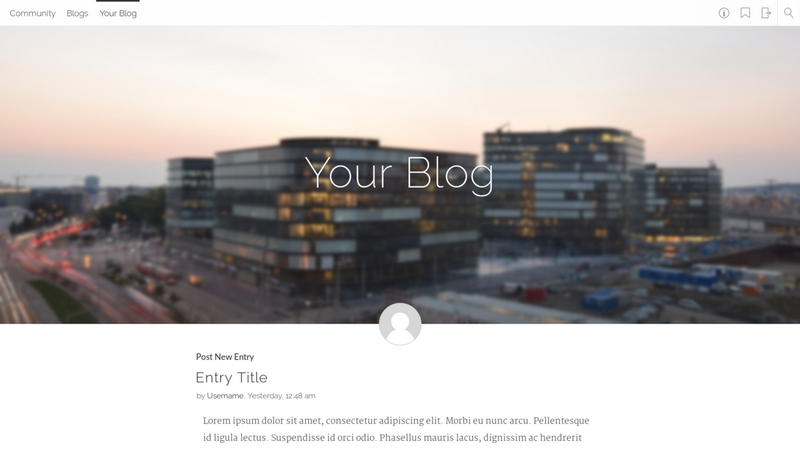 Community Blogs Your Blog
Your Blog
Post New Entry
Entry Title
by Username, Yesterday, 12:48 am
Lorem ipsum dolor sit amet, consectetur adipiscing elit. Morbi eu nunc arcu. Pellentesque
id ligula lectus. Suspendisse id orci odio. Phasellus mauris lacus, dignissim ac hendrerit